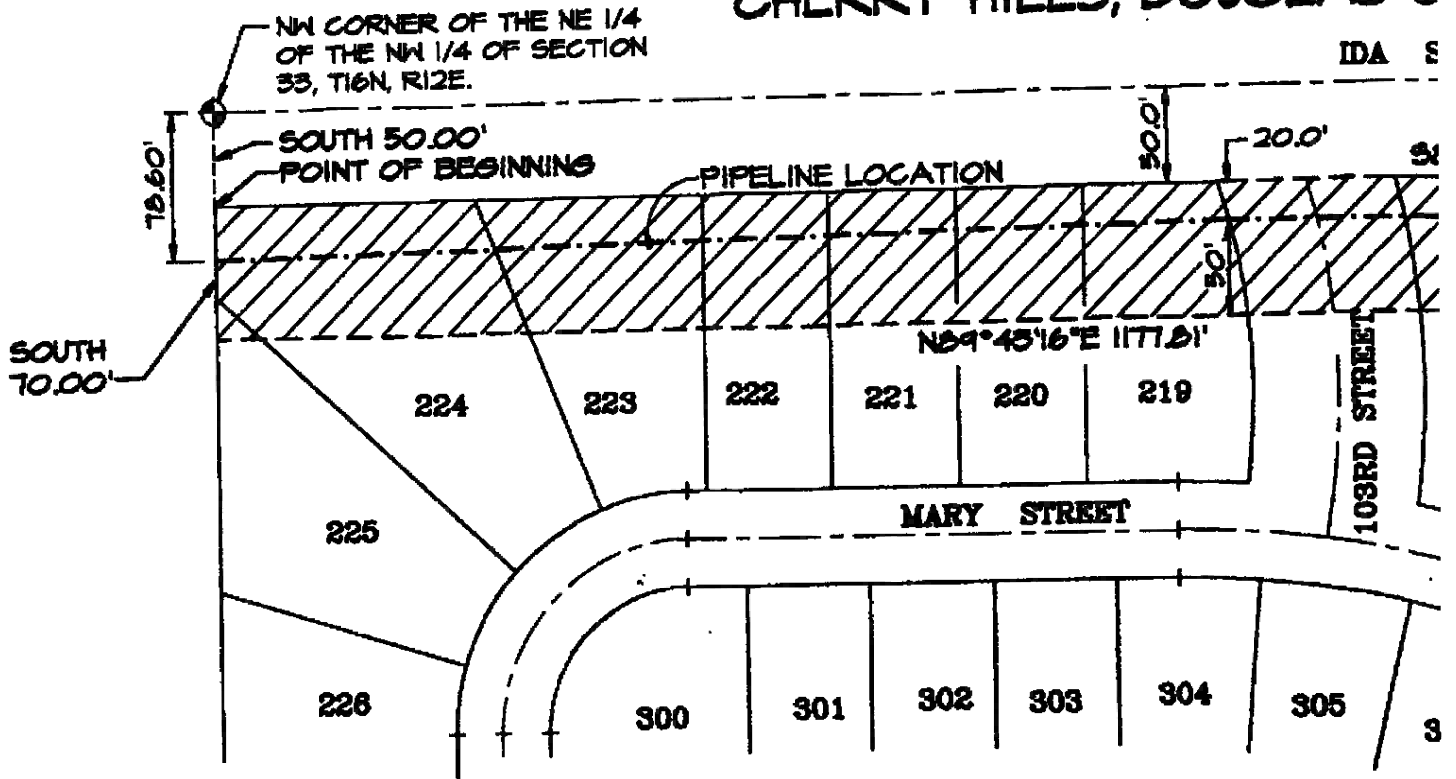 NW CORNER OF THE NE 1/4
OF THE NW 1/4 OF SECTION
33, T16N, R12E.
IDA S
SOUTH 50.00'
POINT OF BEGINNING
78.60'
PIPELINE LOCATION
50.0'
20.0'
50'
N89°43'16"E 1177.81'
SOUTH
70.00'
224
223
222
221
220
219
103RD STREET
MARY STREET
225
226
300
301
302
303
304
305
3